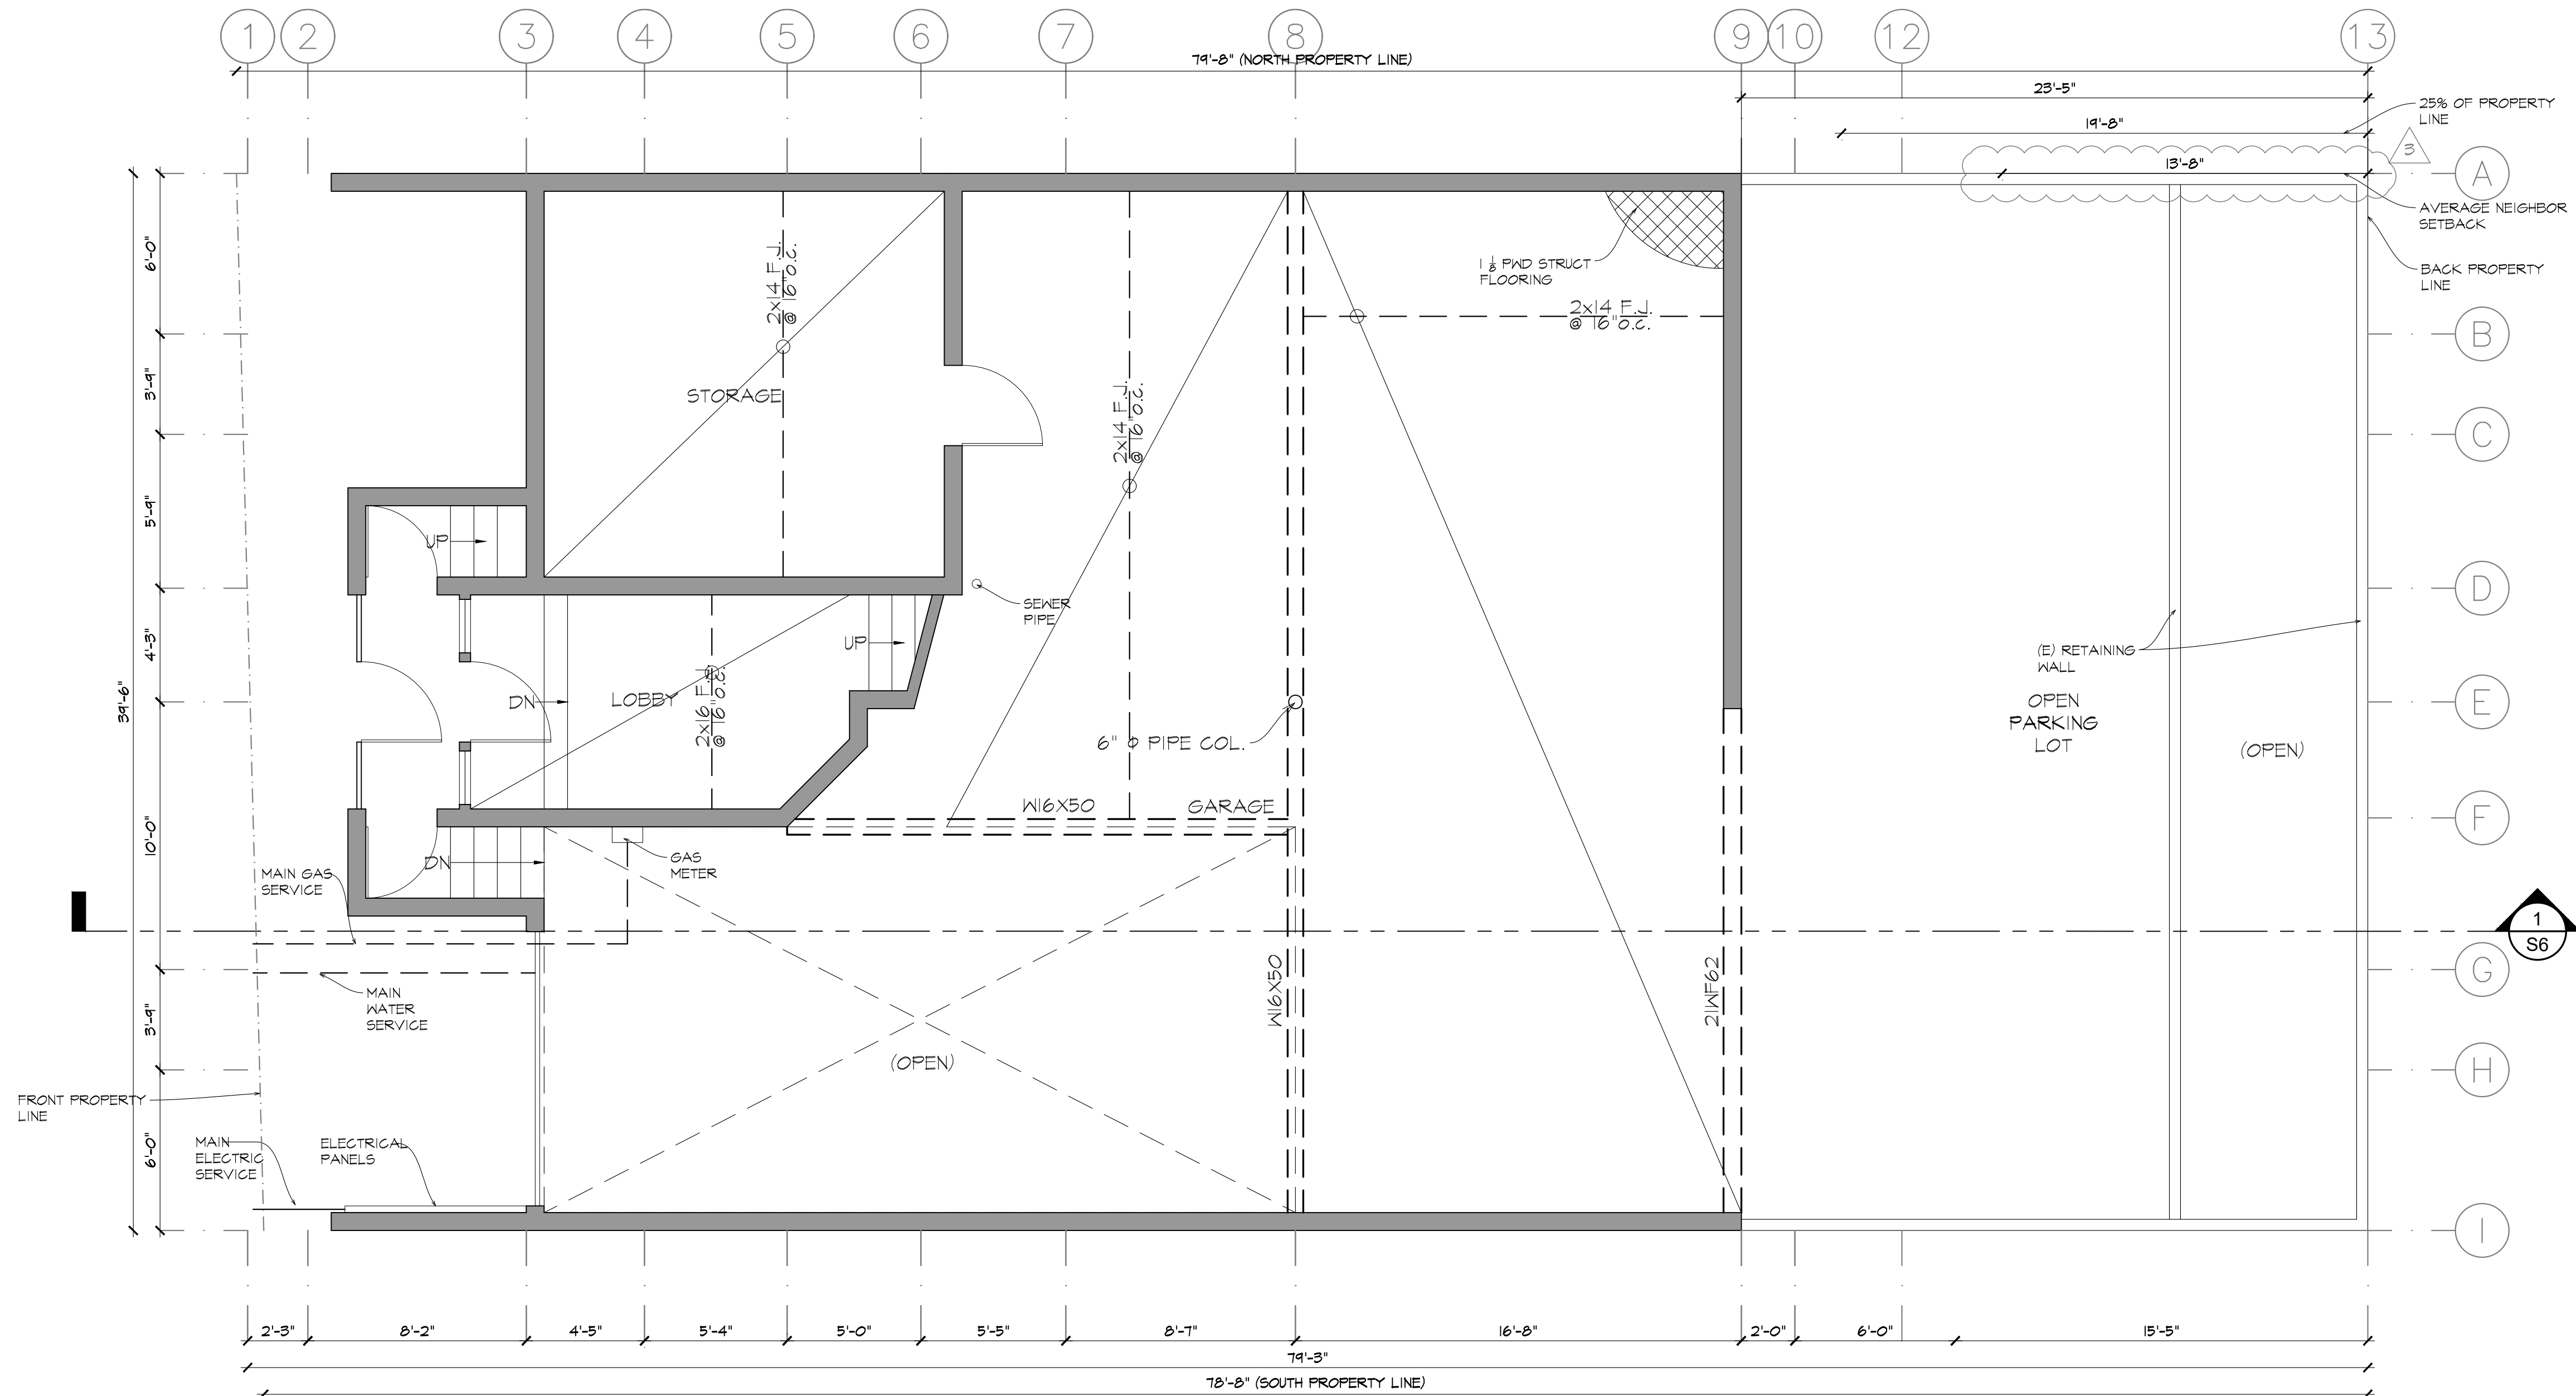 1 2 3 4 5 6 7 8 9 10 12 13
79'-8" (NORTH PROPERTY LINE)
23'-5"
19'-8"
13'-8"
25% OF PROPERTY
LINE
3
AVERAGE NEIGHBOR
SETBACK
BACK PROPERTY
LINE
A
B
C
D
E
F
G
H
I
39'-6"
6'-0"
3'-9"
5'-9"
4'-3"
10'-0"
3'-9"
6'-0"
2x14 F.J.
@ 16"o.c.
STORAGE
2x14 F.J.
@ 16"o.c.
1 1/8 PWD STRUCT
FLOORING
2x14 F.J.
@ 16"o.c.
UP
SEWER
PIPE
UP
DN
LOBBY
2x16 F.J.
@ 16"o.c.
6" Φ PIPE COL.
W16X50
GARAGE
(E) RETAINING
WALL
OPEN
PARKING
LOT
(OPEN)
DN
GAS
METER
MAIN GAS
SERVICE
MAIN
WATER
SERVICE
W16X50
21WF62
1
S6
(OPEN)
FRONT PROPERTY
LINE
MAIN
ELECTRIC
SERVICE
ELECTRICAL
PANELS
2'-3" 8'-2" 4'-5" 5'-4" 5'-0" 5'-5" 8'-7" 16'-8" 2'-0" 6'-0" 15'-5"
79'-3"
78'-8" (SOUTH PROPERTY LINE)